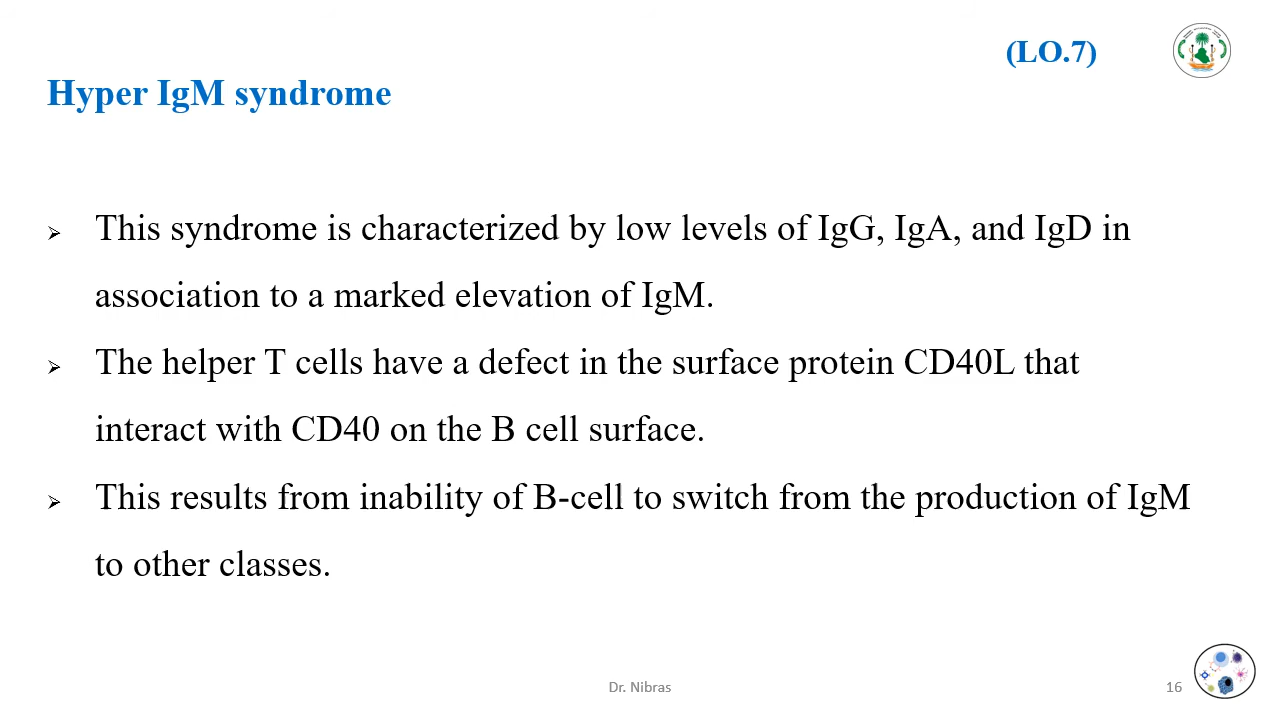 (LO.7)
Hyper IgM syndrome
➢ This syndrome is characterized by low levels of IgG, IgA, and IgD in
association to a marked elevation of IgM.
➢ The helper T cells have a defect in the surface protein CD40L that
interact with CD40 on the B cell surface.
➢ This results from inability of B-cell to switch from the production of IgM
to other classes.
Dr. Nibras
16